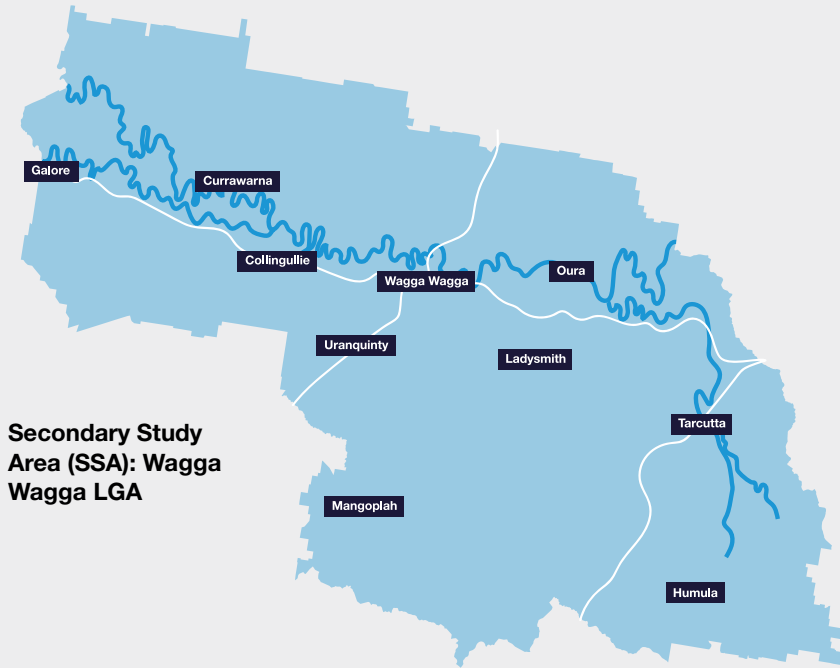 Galore
Currawarna
Collingullie
Wagga Wagga
Oura
Uranquinty
Ladysmith
Tarcutta
Secondary Study
Area (SSA): Wagga
Wagga LGA
Mangoplah
Humula